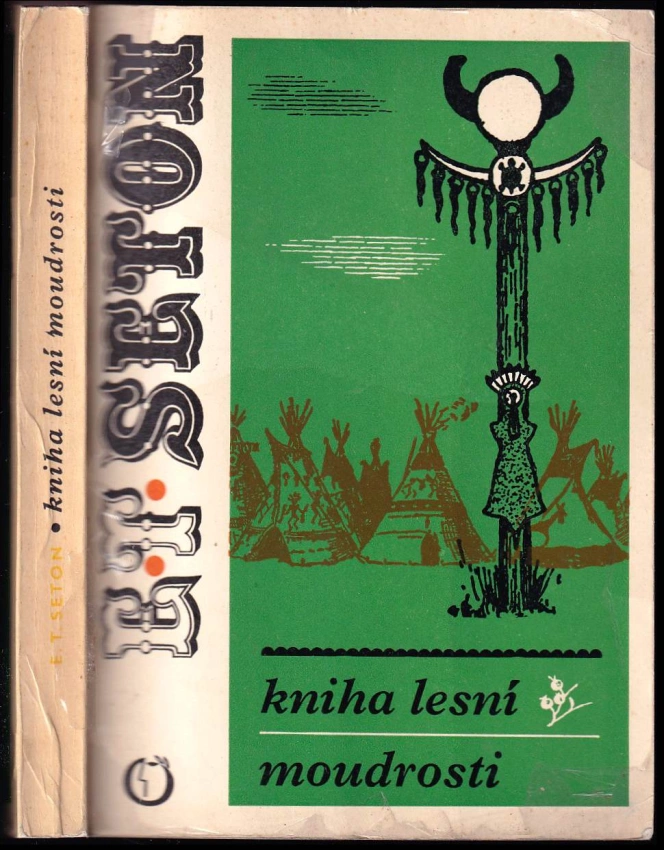 E. T. SETON • kniha lesní moudrosti
E.T. SETON
kniha lesní
moudrosti